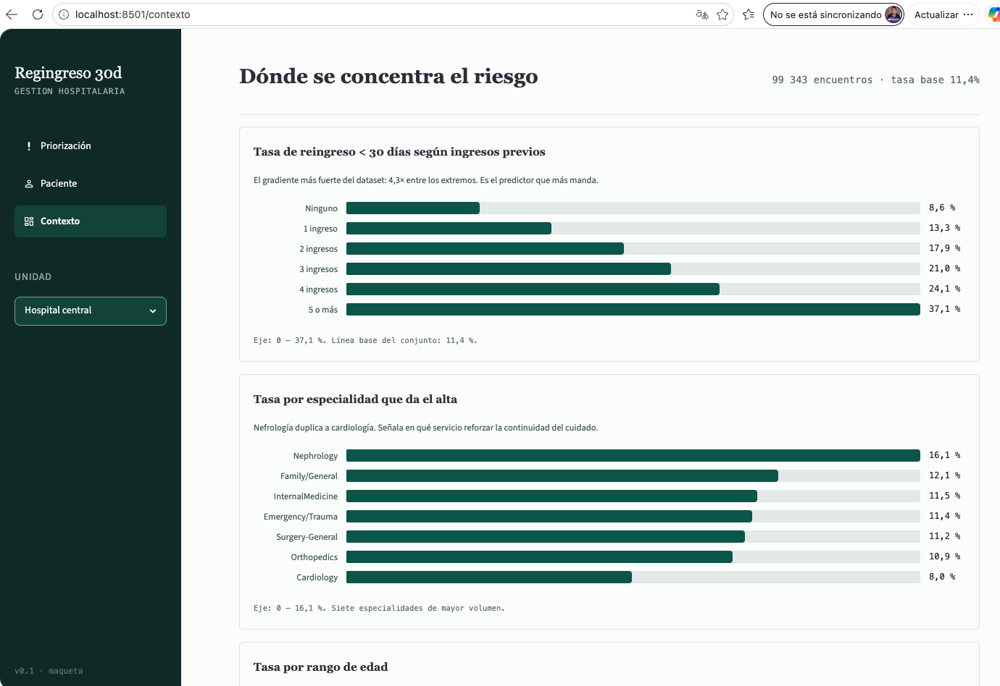 localhost:8501/contexto
No se está sincronizando
Actualizar
Regingreso 30d
GESTION HOSPITALARIA
Priorización
Paciente
Contexto
UNIDAD
Hospital central
v0.1 · maqueta
Dónde se concentra el riesgo
99 343 encuentros · tasa base 11,4%
Tasa de reingreso < 30 días según ingresos previos
El gradiente más fuerte del dataset: 4,3× entre los extremos. Es el predictor que más manda.
Ninguno 8,6 %
1 ingreso 13,3 %
2 ingresos 17,9 %
3 ingresos 21,0 %
4 ingresos 24,1 %
5 o más 37,1 %
Eje: 0 — 37,1 %. Línea base del conjunto: 11,4 %.
Tasa por especialidad que da el alta
Nefrología duplica a cardiología. Señala en qué servicio reforzar la continuidad del cuidado.
Nephrology 16,1 %
Family/General 12,1 %
InternalMedicine 11,5 %
Emergency/Trauma 11,4 %
Surgery-General 11,2 %
Orthopedics 10,9 %
Cardiology 8,0 %
Eje: 0 — 16,1 %. Siete especialidades de mayor volumen.
Tasa por rango de edad